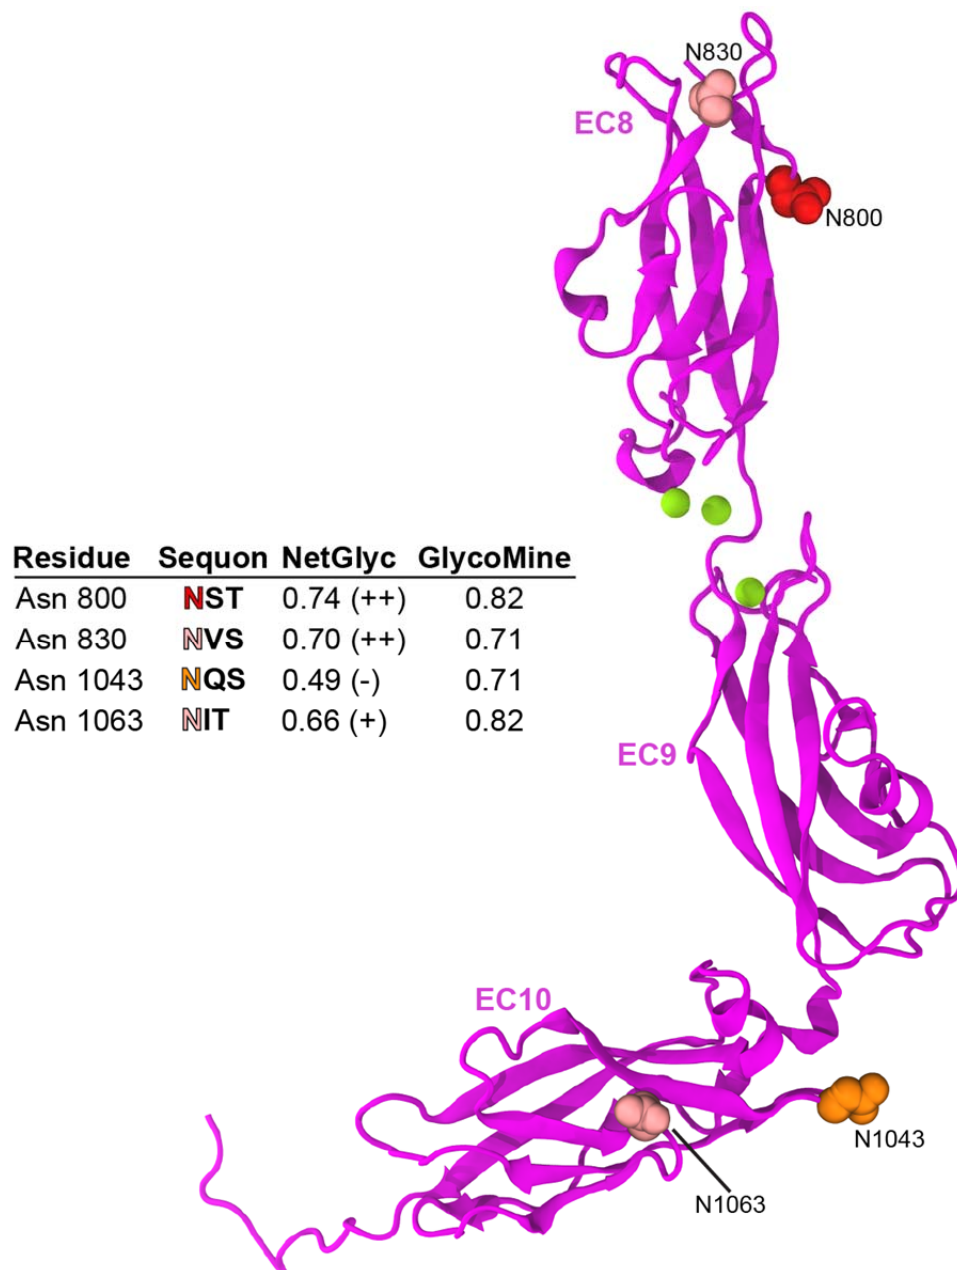 N830
EC8
N800
Residue Sequon NetGlyc GlycoMine
Asn 800 NST 0.74 (++) 0.82
Asn 830 NVS 0.70 (++) 0.71
Asn 1043 NQS 0.49 (-) 0.71
Asn 1063 NIT 0.66 (+) 0.82
EC9
EC10
N1043
N1063